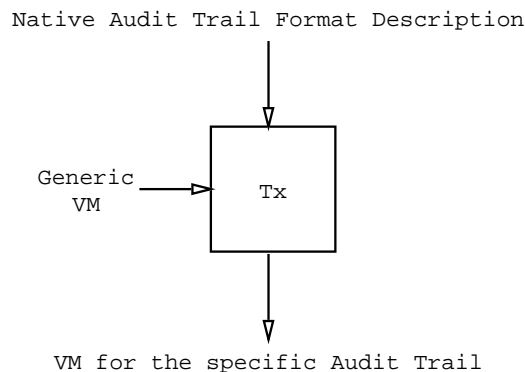 Native Audit Trail Format Description
Generic
VM
Tx
VM for the specific Audit Trail